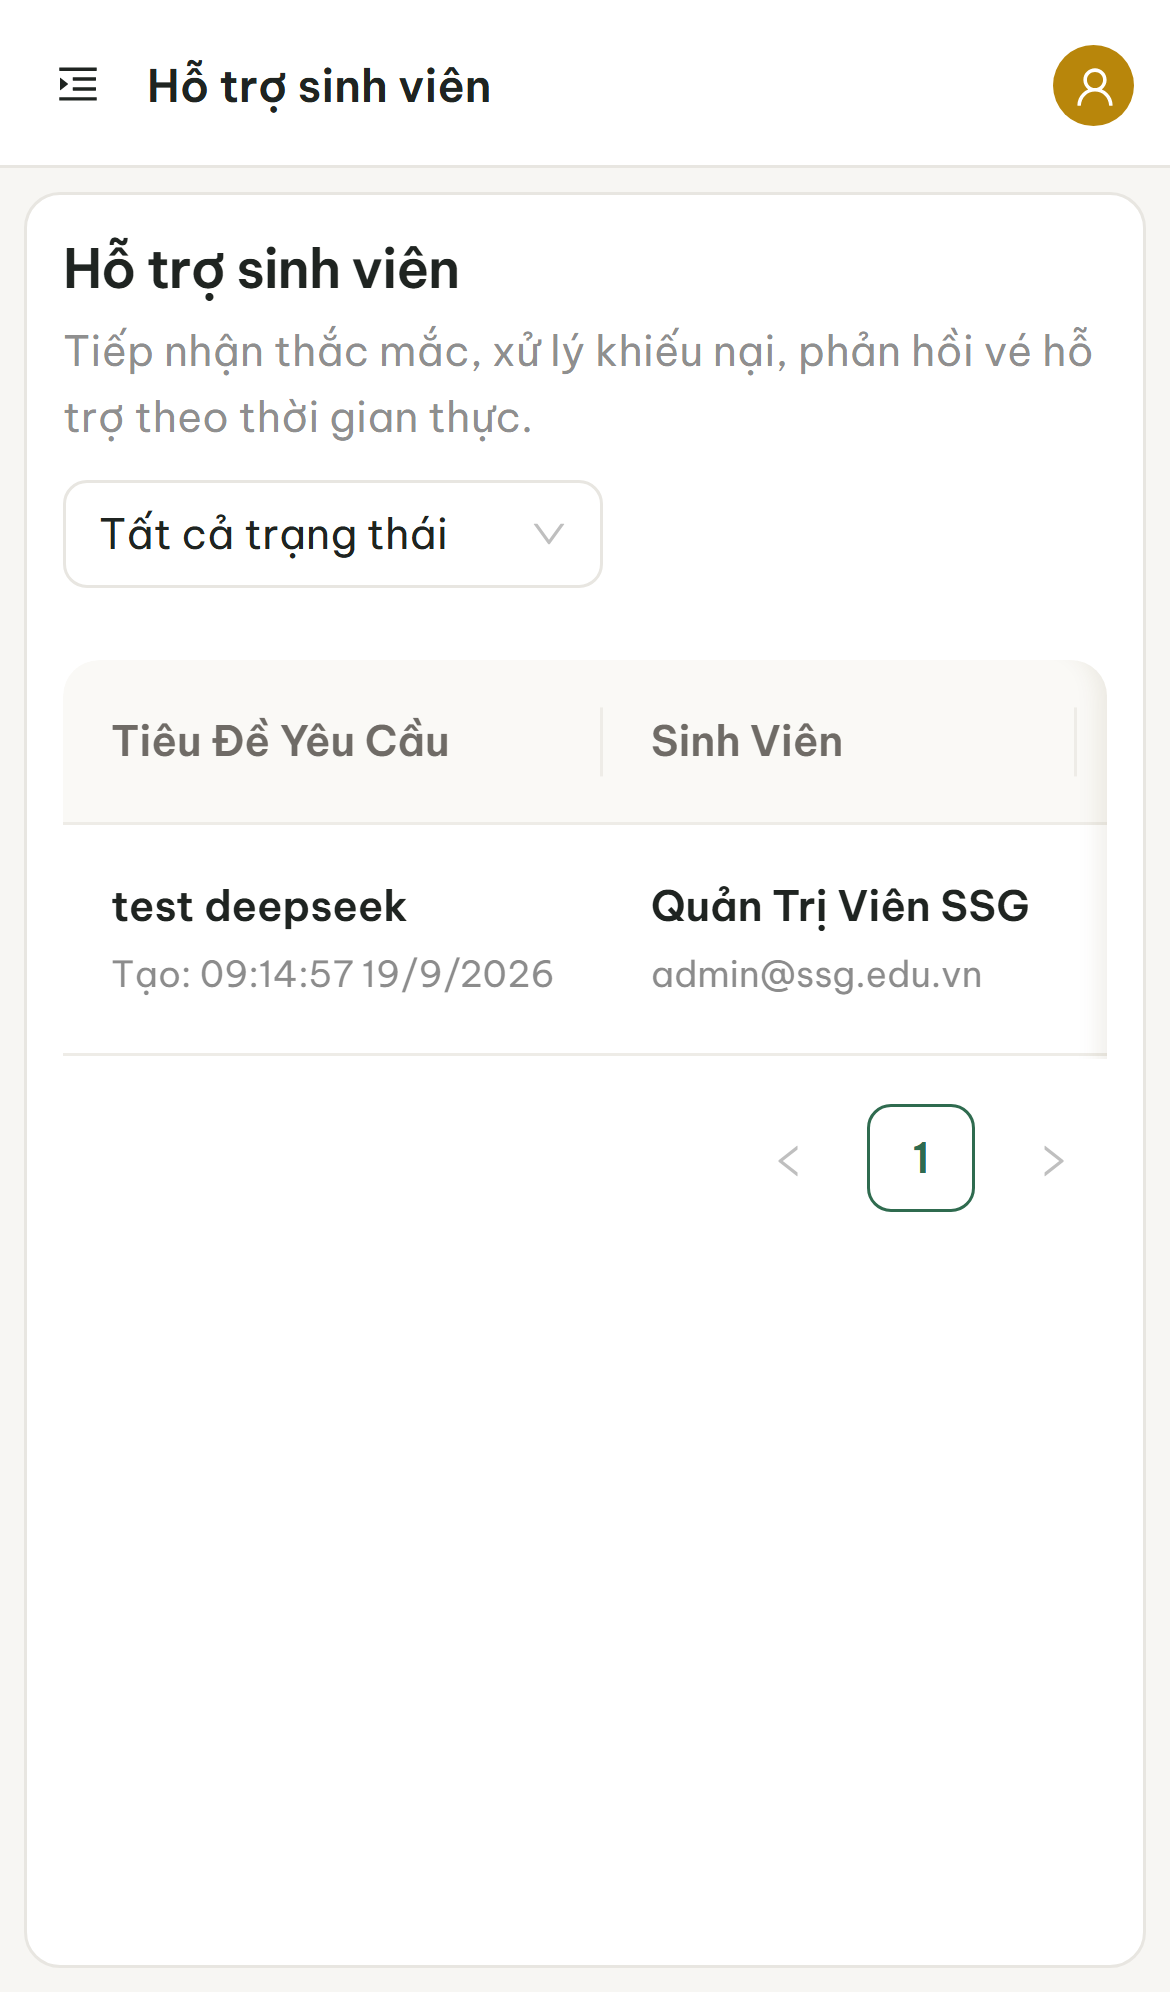 Hỗ trợ sinh viên
Hỗ trợ sinh viên
Tiếp nhận thắc mắc, xử lý khiếu nại, phản hồi vé hỗ
trợ theo thời gian thực.
Tất cả trạng thái
Tiêu Đề Yêu Cầu
Sinh Viên
test deepseek
Quản Trị Viên SSG
Tạo: 09:14:57 19/9/2026
admin@ssg.edu.vn
1